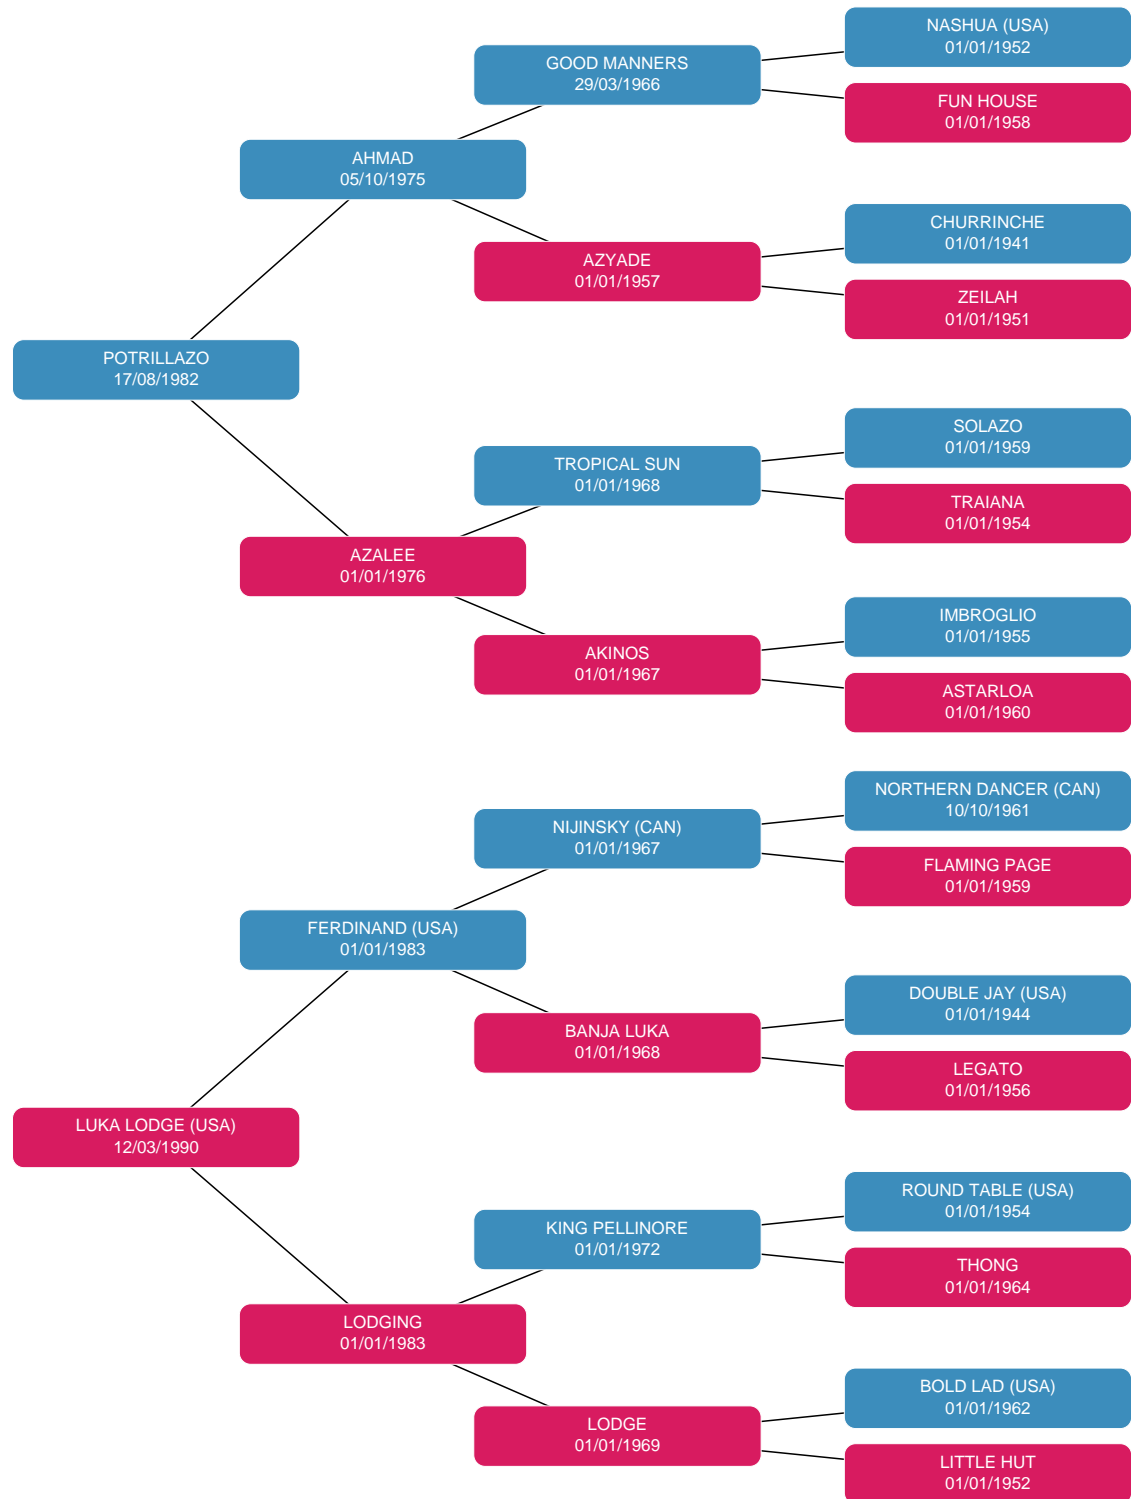 NASHUA (USA)
01/01/1952
GOOD MANNERS
29/03/1966
FUN HOUSE
01/01/1958
AHMAD
05/10/1975
CHURRINCHE
01/01/1941
AZYADE
01/01/1957
ZEILAH
01/01/1951
POTRILLAZO
17/08/1982
SOLAZO
01/01/1959
TROPICAL SUN
01/01/1968
TRAIANA
01/01/1954
AZALEE
01/01/1976
IMBROGLIO
01/01/1955
AKINOS
01/01/1967
ASTARLOA
01/01/1960
NORTHERN DANCER (CAN)
10/10/1961
NIJINSKY (CAN)
01/01/1967
FLAMING PAGE
01/01/1959
FERDINAND (USA)
01/01/1983
DOUBLE JAY (USA)
01/01/1944
BANJA LUKA
01/01/1968
LEGATO
01/01/1956
LUKA LODGE (USA)
12/03/1990
ROUND TABLE (USA)
01/01/1954
KING PELLINORE
01/01/1972
THONG
01/01/1964
LODGING
01/01/1983
BOLD LAD (USA)
01/01/1962
LODGE
01/01/1969
LITTLE HUT
01/01/1952